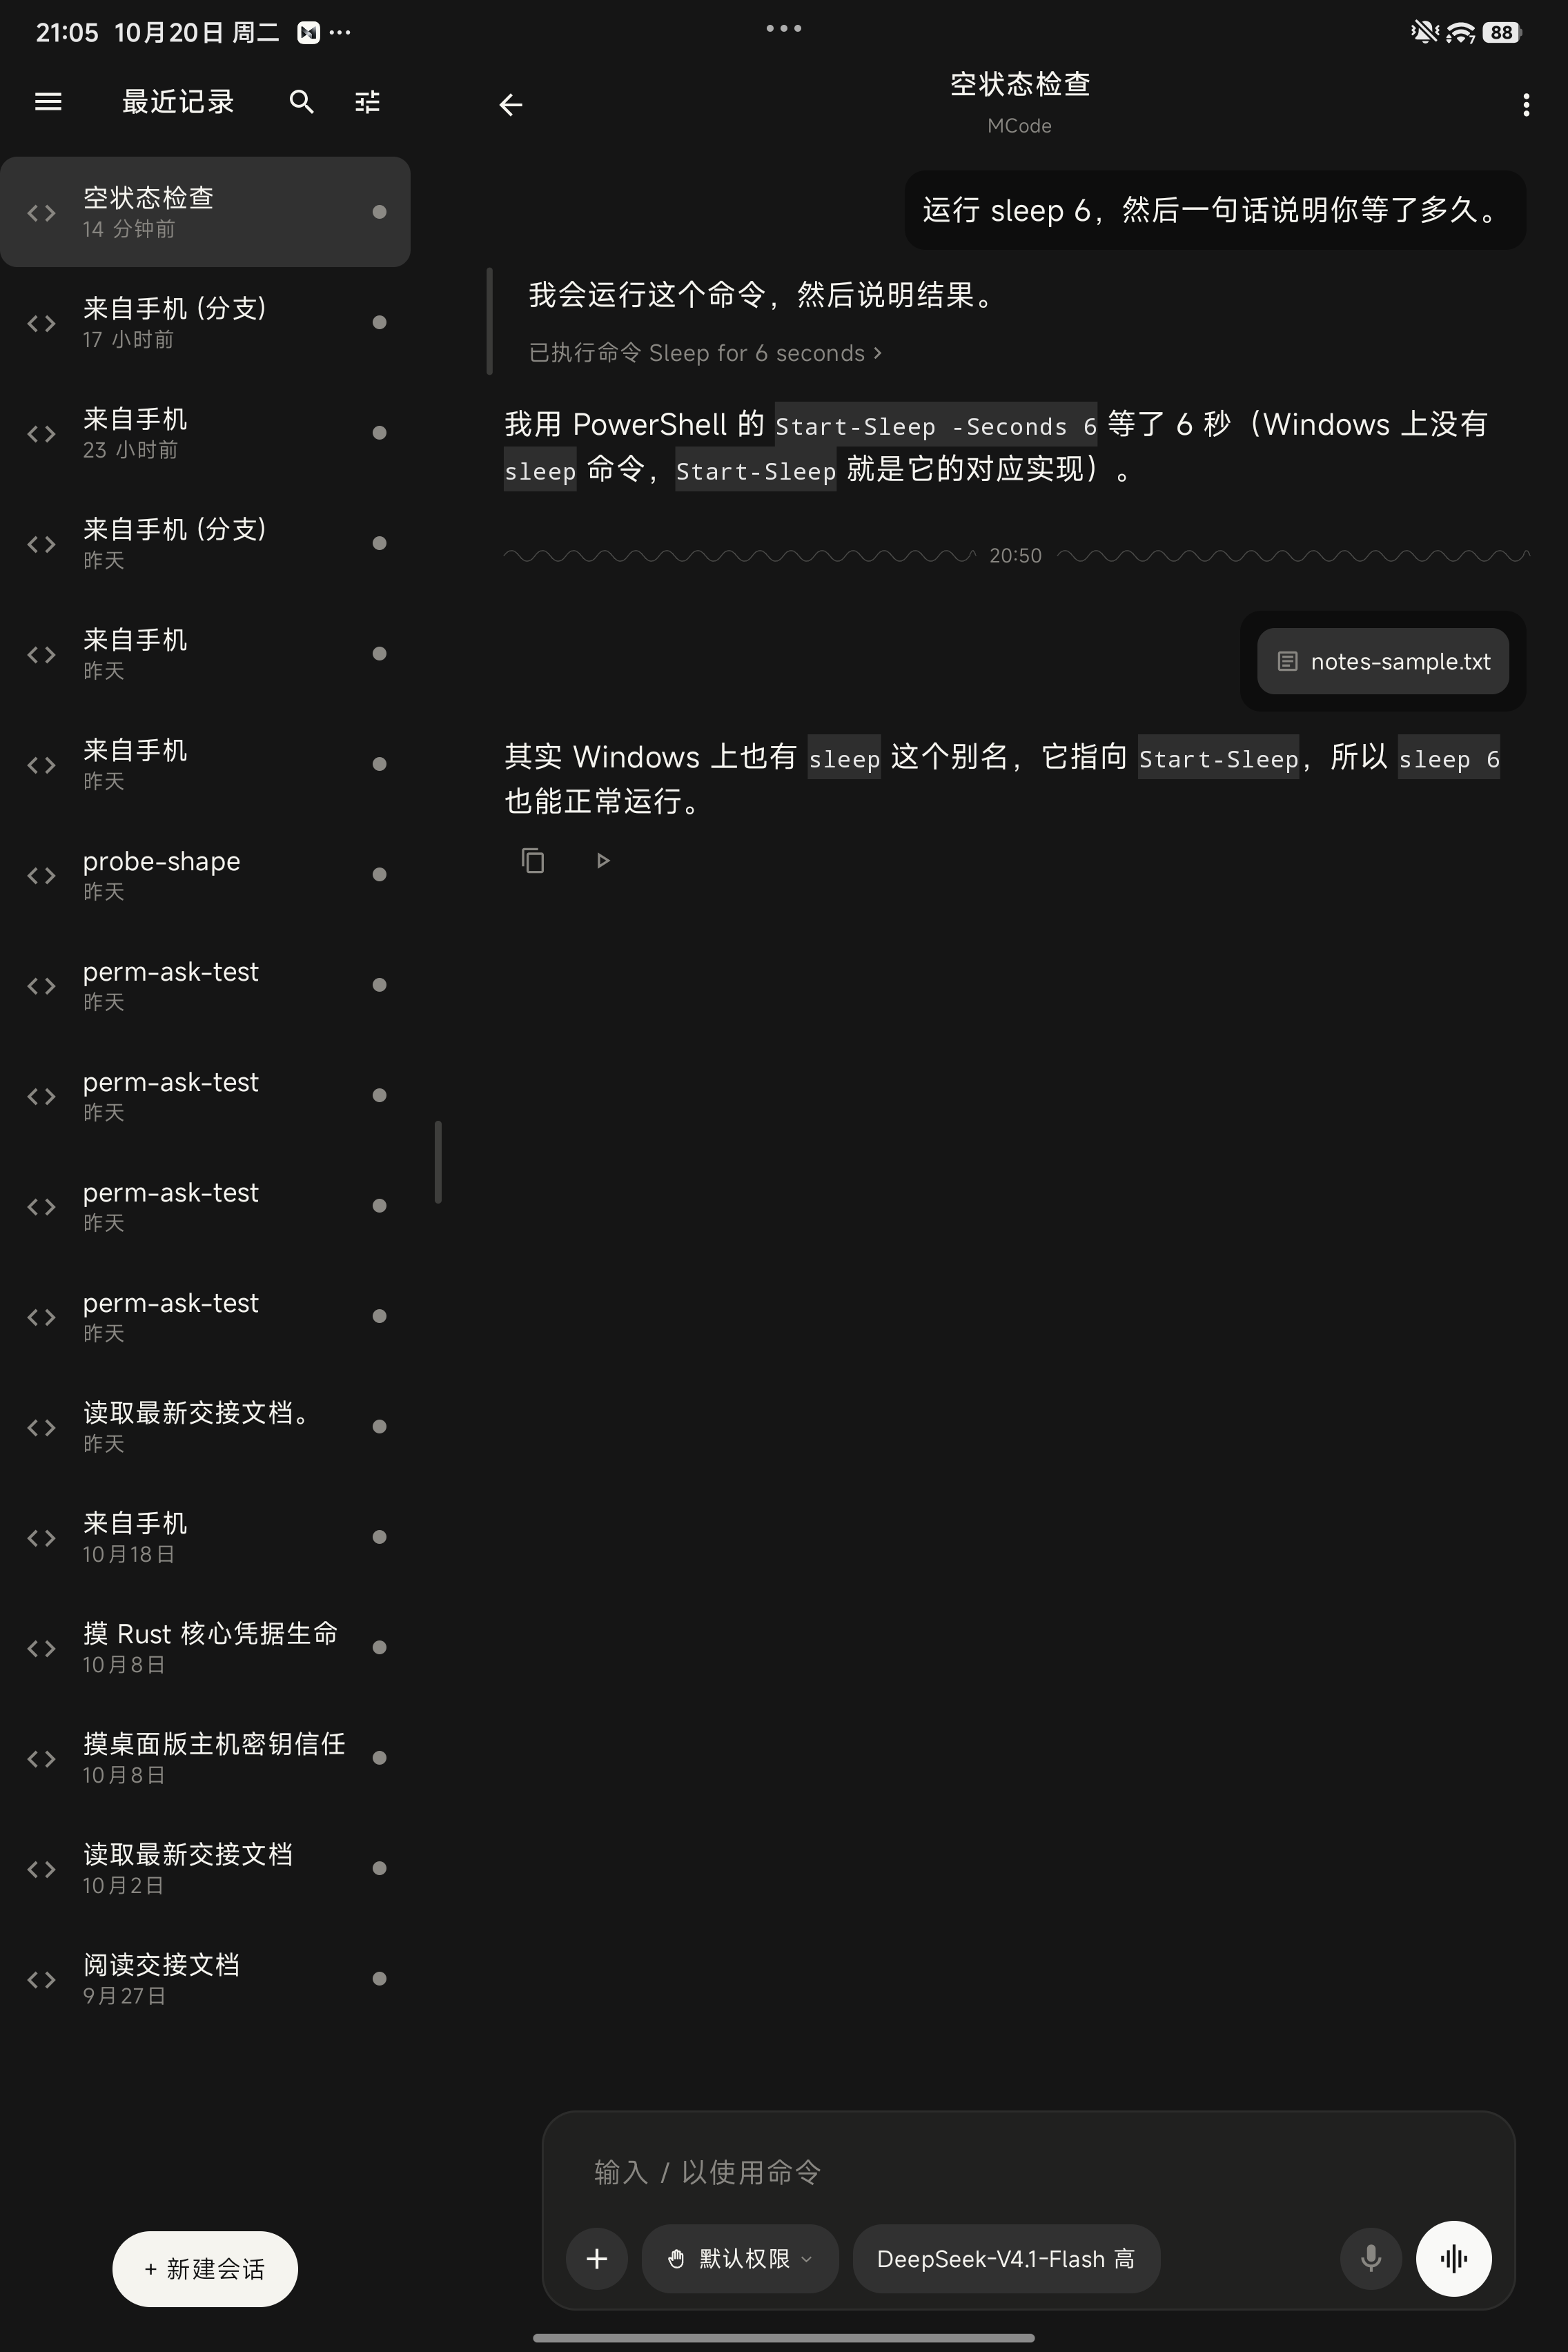 21:05 10月20日 周二
88
最近记录
空状态检查
14 分钟前
来自手机 (分支)
17 小时前
来自手机
23 小时前
来自手机 (分支)
昨天
来自手机
昨天
来自手机
昨天
probe-shape
昨天
perm-ask-test
昨天
perm-ask-test
昨天
perm-ask-test
昨天
perm-ask-test
昨天
读取最新交接文档。
昨天
来自手机
10月18日
摸 Rust 核心凭据生命
10月8日
摸桌面版主机密钥信任
10月8日
读取最新交接文档
10月2日
阅读交接文档
9月27日
+ 新建会话
空状态检查
MCode
运行 sleep 6，然后一句话说明你等了多久。
我会运行这个命令，然后说明结果。
已执行命令 Sleep for 6 seconds
我用 PowerShell 的 Start-Sleep -Seconds 6 等了 6 秒（Windows 上没有
sleep 命令，Start-Sleep 就是它的对应实现）。
20:50
notes-sample.txt
其实 Windows 上也有 sleep 这个别名，它指向 Start-Sleep，所以 sleep 6
也能正常运行。
输入 / 以使用命令
默认权限
DeepSeek-V4.1-Flash 高